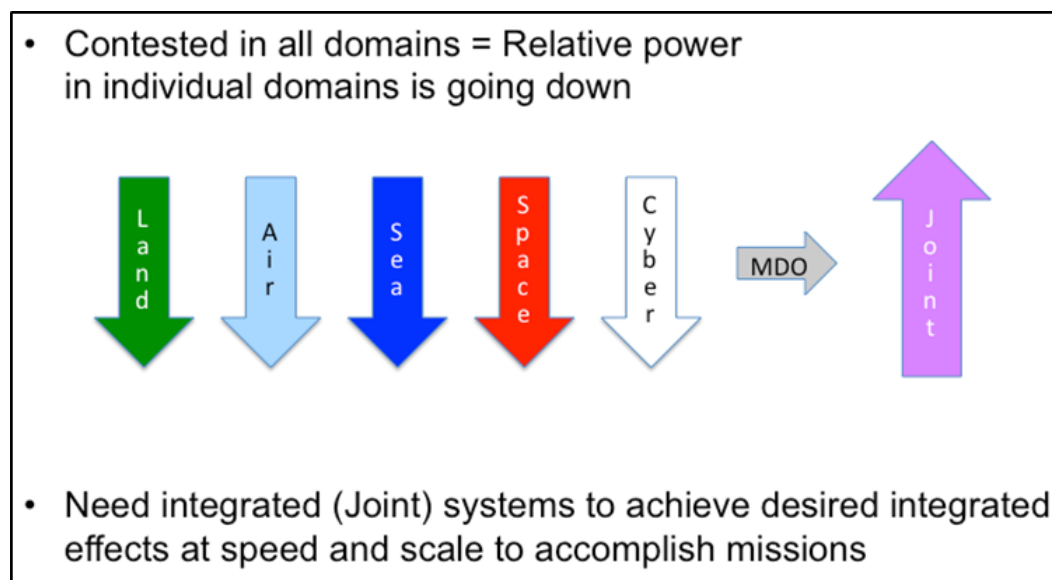 • Contested in all domains = Relative power
in individual domains is going down
Land
Air
Sea
Space
Cyber
MDO
Joint
• Need integrated (Joint) systems to achieve desired integrated
effects at speed and scale to accomplish missions